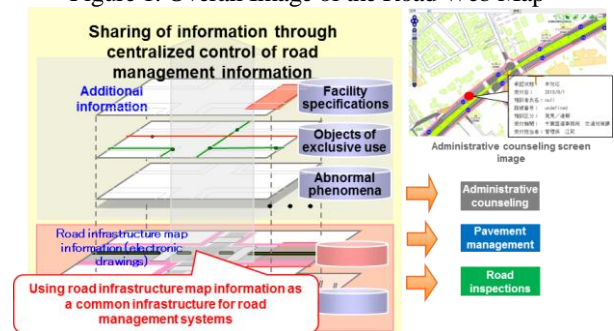 Figure 1. Overall image of the Road Web Map
Sharing of information through
centralized control of road
management information
Additional
information
Facility
specifications
Objects of
exclusive use
Abnormal
phenomena
Road infrastructure map
information (electronic
drawings)
Using road infrastructure map information as
a common infrastructure for road
management systems
Administrative counseling screen
image
Administrative
counseling
Pavement
management
Road
inspections